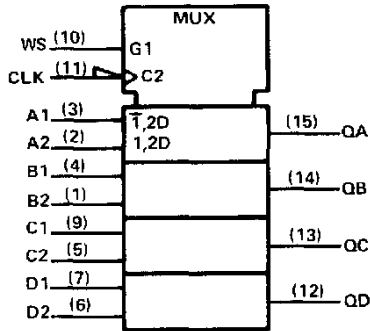 MUX
WS (10) G1
CLK (11) C2
A1 (3) 1̅,2D (15) QA
A2 (2) 1,2D
B1 (4) (14) QB
B2 (1)
C1 (9) (13) QC
C2 (5)
D1 (7) (12) QD
D2 (6)